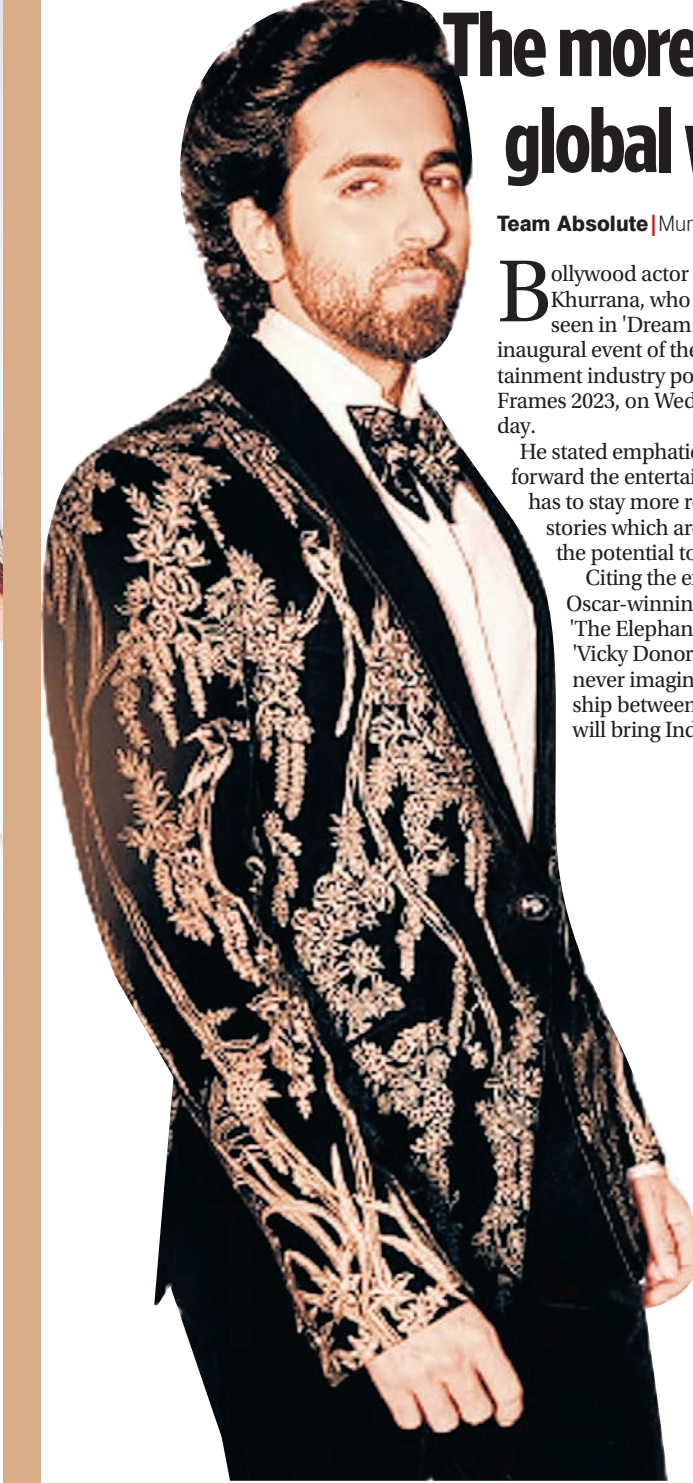 The more
global
Team Absolute|Mum
Bollywood actor
Khurrana, who
seen in 'Dream
inaugural event of the
tainment industry po
Frames 2023, on Wed
day.
He stated emphatic
forward the entertai
has to stay more r
stories which ar
the potential to
Citing the e
Oscar-winnin
'The Elephan
'Vicky Donor
never imagin
ship between
will bring Ind